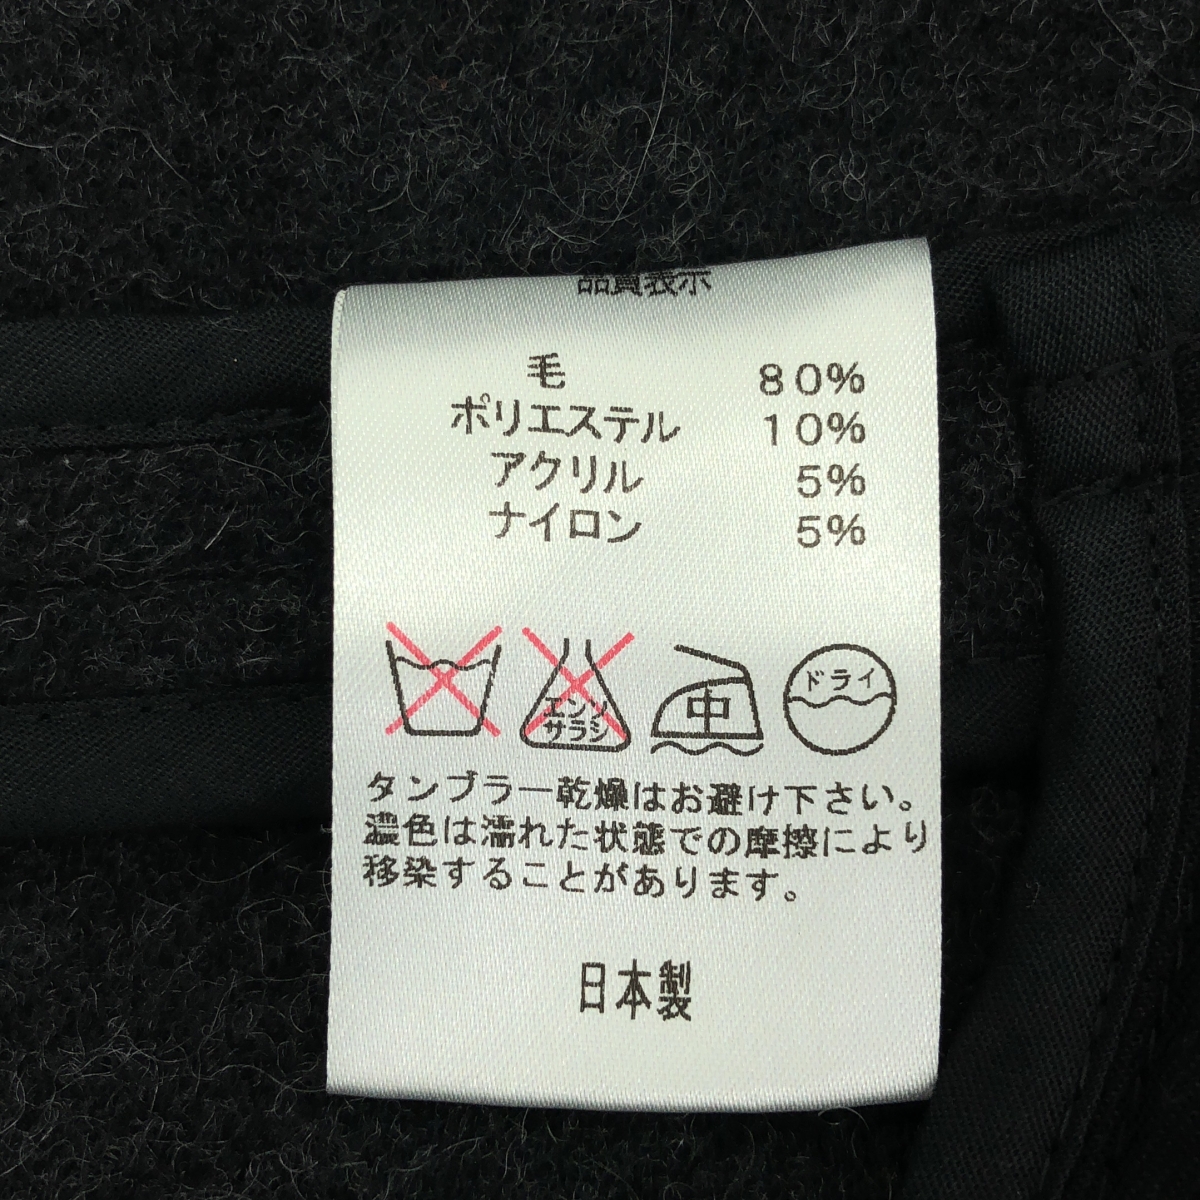 品質表示
毛 80%
ポリエステル 10%
アクリル 5%
ナイロン 5%
エンソ
サラシ
中
ドライ
タンブラー乾燥はお避け下さい。
濃色は濡れた状態での摩擦により
移染することがあります。
日本製